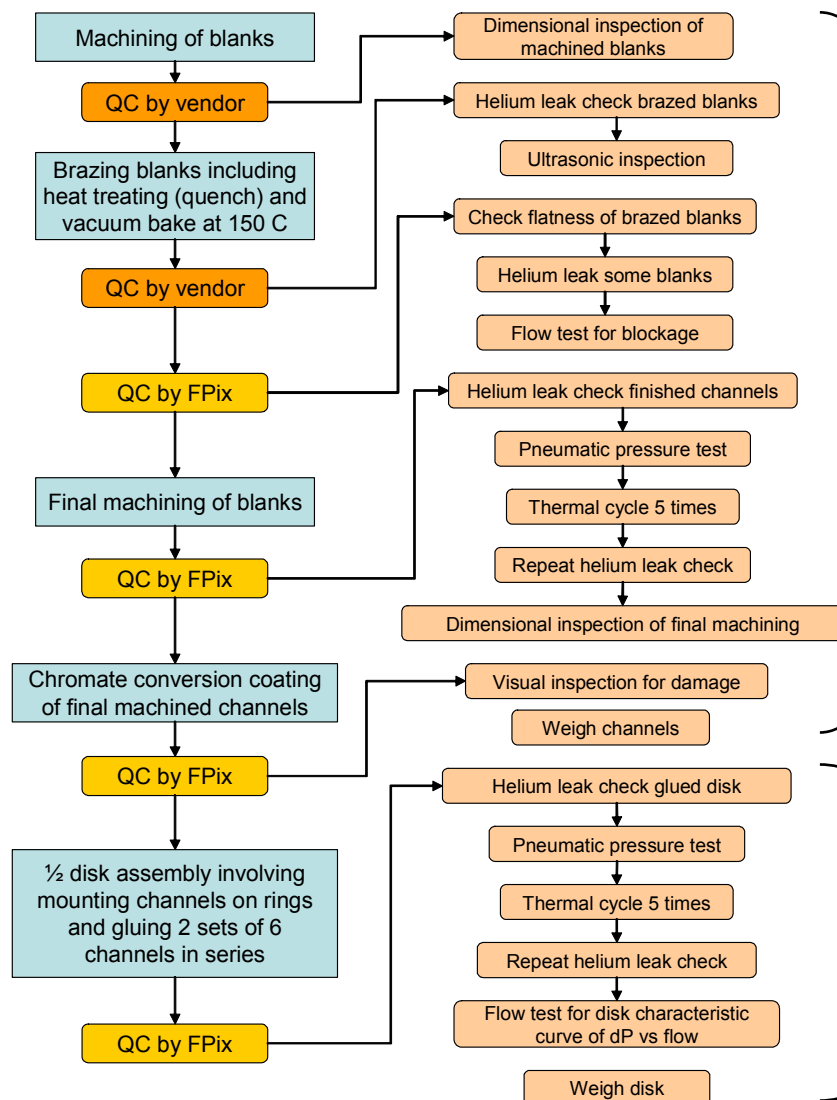 Machining of blanks
Dimensional inspection of
machined blanks
QC by vendor
Helium leak check brazed blanks
Ultrasonic inspection
Brazing blanks including
heat treating (quench) and
vacuum bake at 150 C
Check flatness of brazed blanks
Helium leak some blanks
Flow test for blockage
QC by vendor
QC by FPix
Helium leak check finished channels
Pneumatic pressure test
Thermal cycle 5 times
Repeat helium leak check
Dimensional inspection of final machining
Final machining of blanks
QC by FPix
Chromate conversion coating
of final machined channels
Visual inspection for damage
Weigh channels
QC by FPix
Helium leak check glued disk
Pneumatic pressure test
Thermal cycle 5 times
Repeat helium leak check
Flow test for disk characteristic
curve of dP vs flow
Weigh disk
½ disk assembly involving
mounting channels on rings
and gluing 2 sets of 6
channels in series
QC by FPix